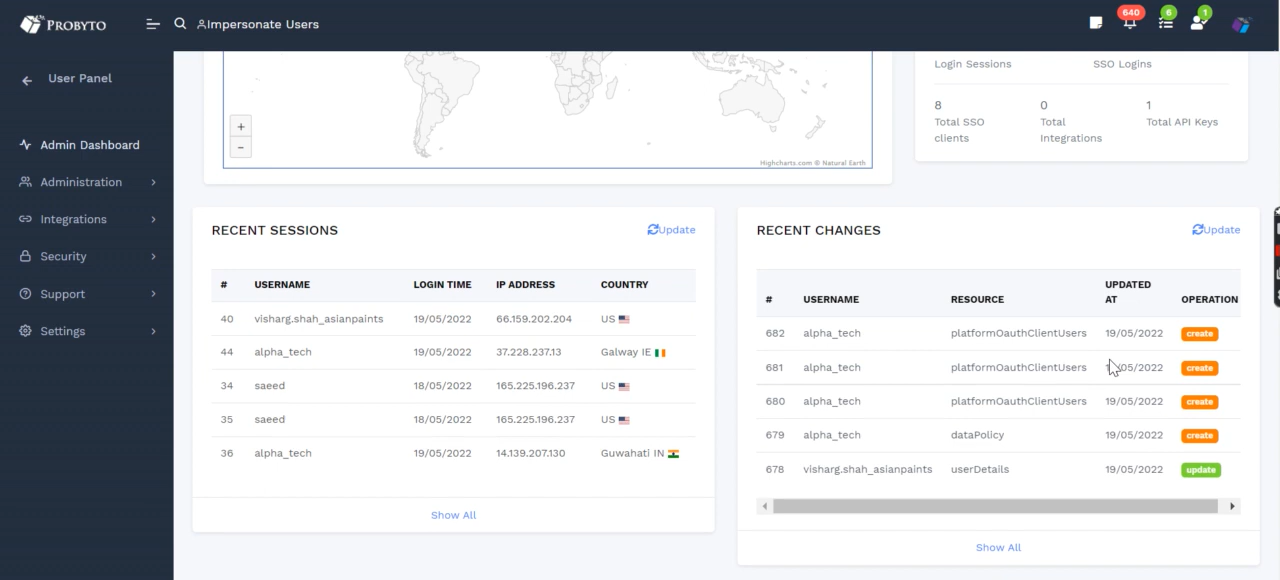 PROBYTO
Impersonate Users
640
6
1
User Panel
Admin Dashboard
Administration
Integrations
Security
Support
Settings
+
−
Highcharts.com © Natural Earth
Login Sessions SSO Logins
8 0 1
Total SSO clients Total Integrations Total API Keys
RECENT SESSIONS Update
# USERNAME LOGIN TIME IP ADDRESS COUNTRY
40 visharg.shah_asianpaints 19/05/2022 66.159.202.204 US
44 alpha_tech 19/05/2022 37.228.237.13 Galway IE
34 saeed 18/05/2022 165.225.196.237 US
35 saeed 18/05/2022 165.225.196.237 US
36 alpha_tech 19/05/2022 14.139.207.130 Guwahati IN
Show All
RECENT CHANGES Update
# USERNAME RESOURCE UPDATED AT OPERATION
682 alpha_tech platformOauthClientUsers 19/05/2022 create
681 alpha_tech platformOauthClientUsers 19/05/2022 create
680 alpha_tech platformOauthClientUsers 19/05/2022 create
679 alpha_tech dataPolicy 19/05/2022 create
678 visharg.shah_asianpaints userDetails 19/05/2022 update
Show All